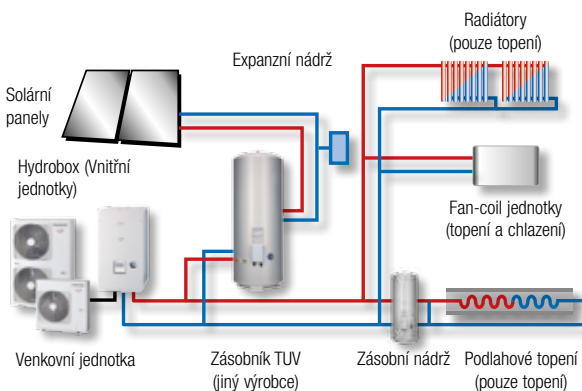 Radiátory
(pouze topení)
Expanzní nádrž
Solární
panely
Hydrobox (Vnitřní
jednotky)
Fan-coil jednotky
(topení a chlazení)
Venkovní jednotka
Zásobník TUV
(jiný výrobce)
Zásobní nádrž
Podlahové topení
(pouze topení)